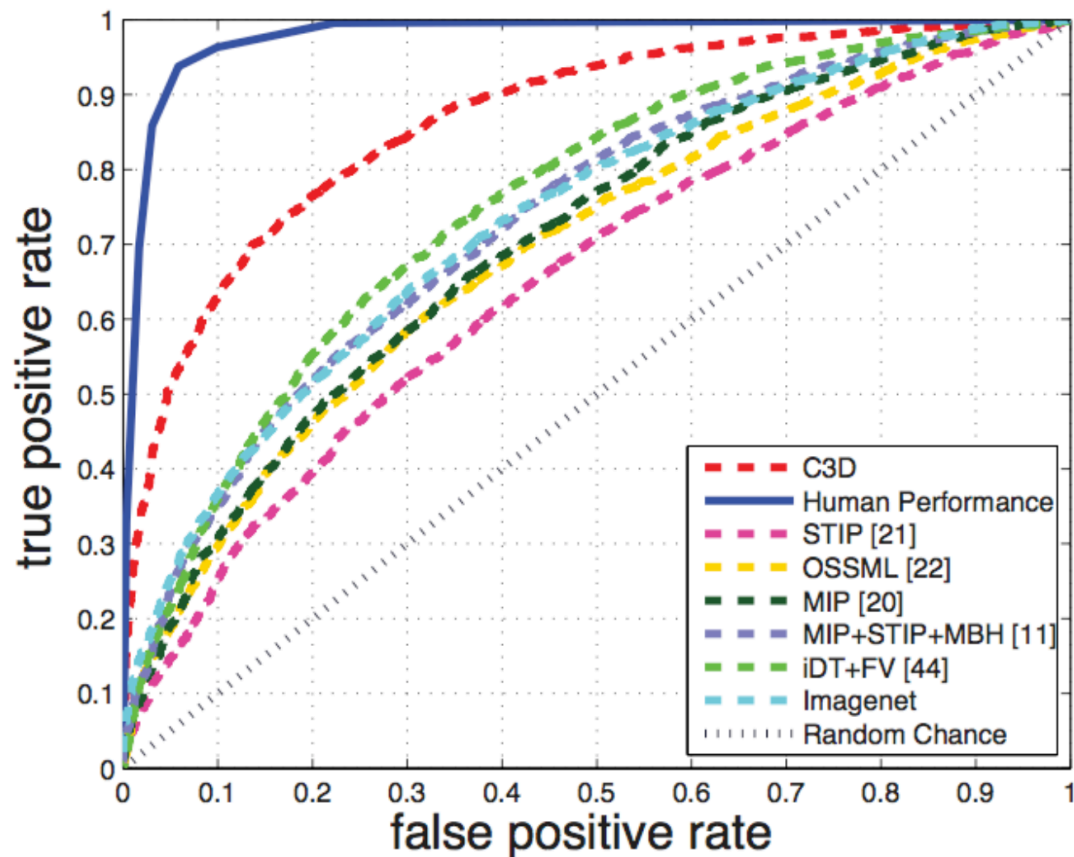 1
0.9
0.8
0.7
0.6
0.5
0.4
0.3
0.2
0.1
0
true positive rate
C3D
Human Performance
STIP [21]
OSSML [22]
MIP [20]
MIP+STIP+MBH [11]
iDT+FV [44]
Imagenet
Random Chance
0 0.1 0.2 0.3 0.4 0.5 0.6 0.7 0.8 0.9 1
false positive rate